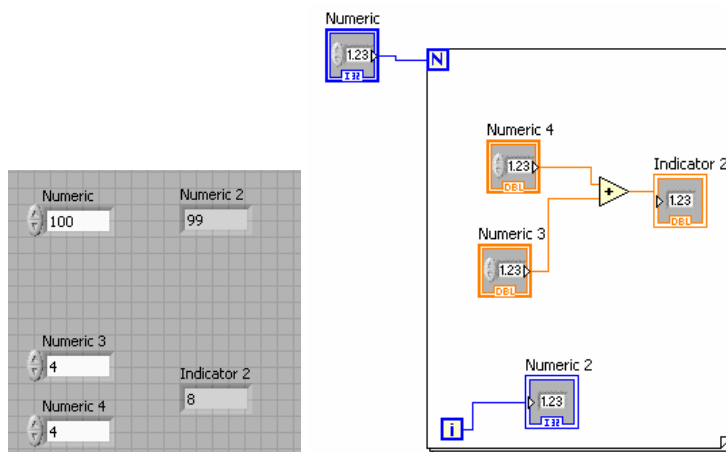 Numeric
100
Numeric 2
99
Numeric 3
4
Numeric 4
4
Indicator 2
8
Numeric
1.23
I32
N
Numeric 4
1.23
DBL
Numeric 3
1.23
DBL
Indicator 2
1.23
DBL
Numeric 2
1.23
I32
i